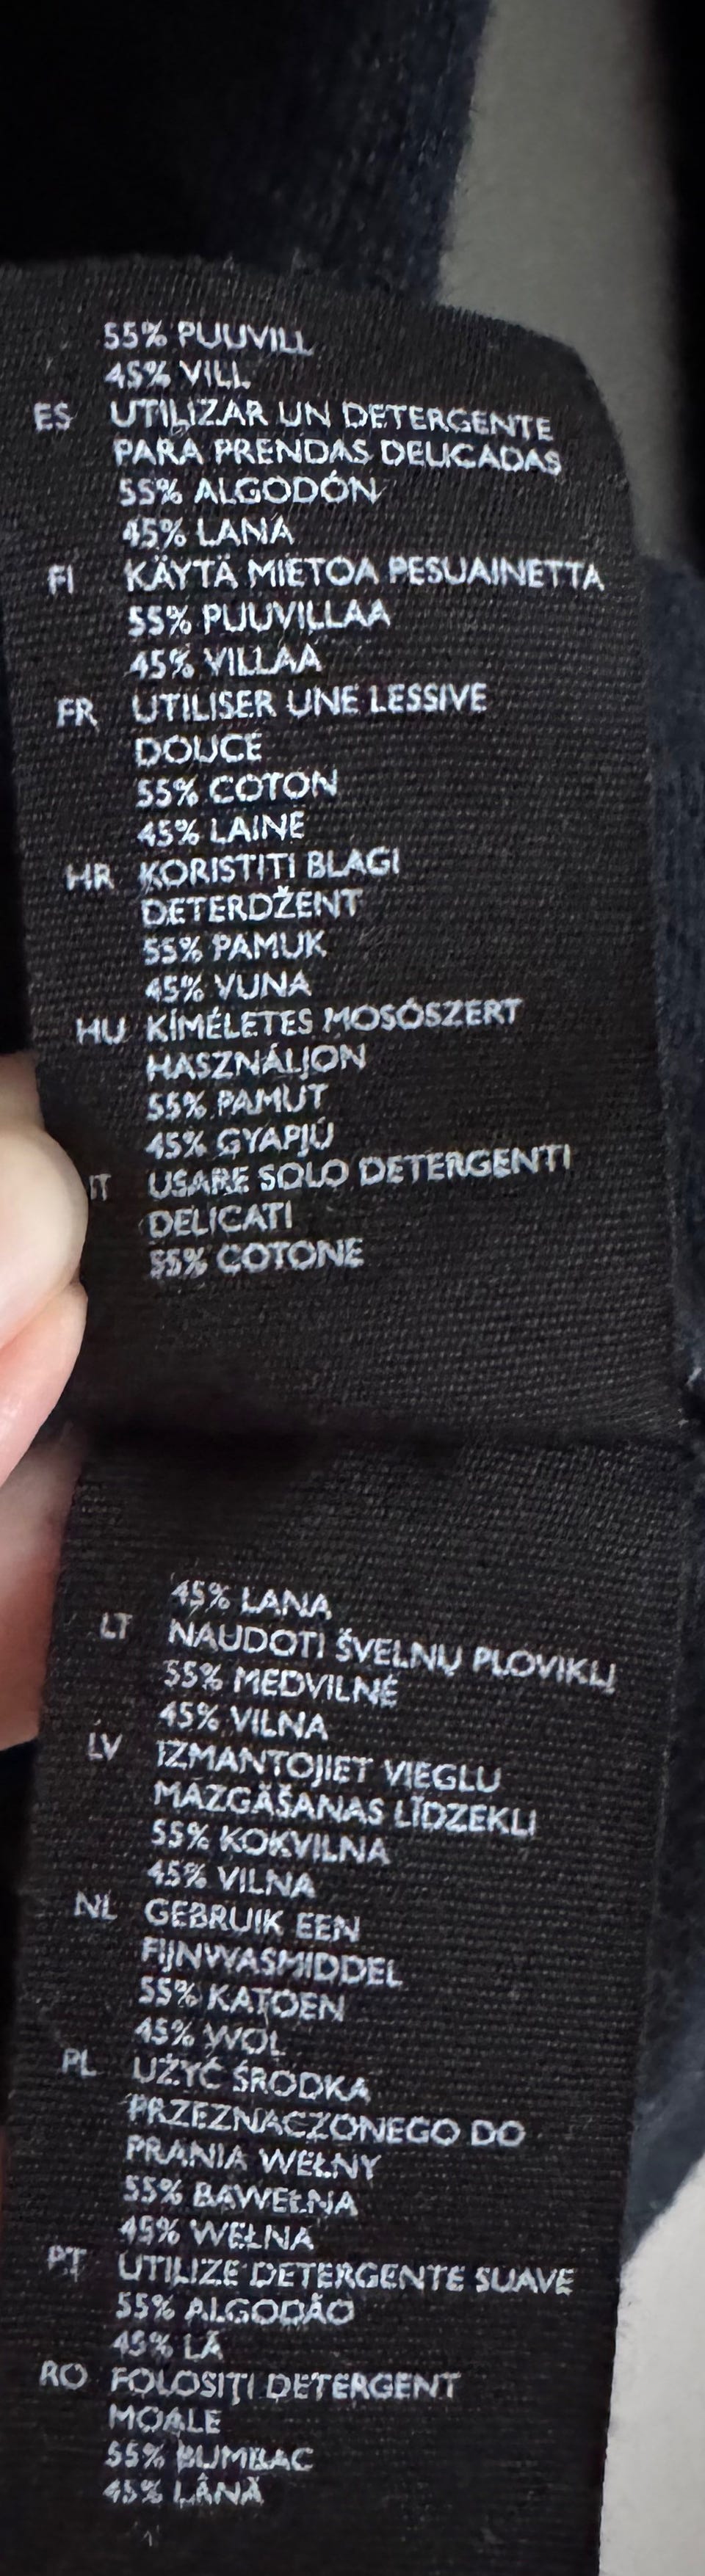 55% PUUVILL
45% VILL
ES UTILIZAR UN DETERGENTE
PARA PRENDAS DELICADAS
55% ALGODÓN
45% LANA
FI KÄYTÄ MIETOA PESUAINETTA
55% PUUVILLAA
45% VILLAA
FR UTILISER UNE LESSIVE
DOUCE
55% COTON
45% LAINE
HR KORISTITI BLAGI
DETERDŽENT
55% PAMUK
45% VUNA
HU KÍMÉLETES MOSÓSZERT
HASZNÁLJON
55% PAMUT
45% GYAPJÚ
IT USARE SOLO DETERGENTI
DELICATI
55% COTONE
45% LANA
LT NAUDOTI ŠVELNŲ PLOVIKLĮ
55% MEDVILNĖ
45% VILNA
LV IZMANTOJIET VIEGLU
MAZGĀŠANAS LĪDZEKLI
55% KOKVILNA
45% VILNA
NL GEBRUIK EEN
FIJNWASMIDDEL
55% KATOEN
45% WOL
PL UŻYĆ ŚRODKA
PRZEZNACZONEGO DO
PRANIA WEŁNY
55% BAWEŁNA
45% WEŁNA
PT UTILIZE DETERGENTE SUAVE
55% ALGODÃO
45% LÃ
RO FOLOSIŢI DETERGENT
MOALE
55% BUMBAC
45% LÂNĂ